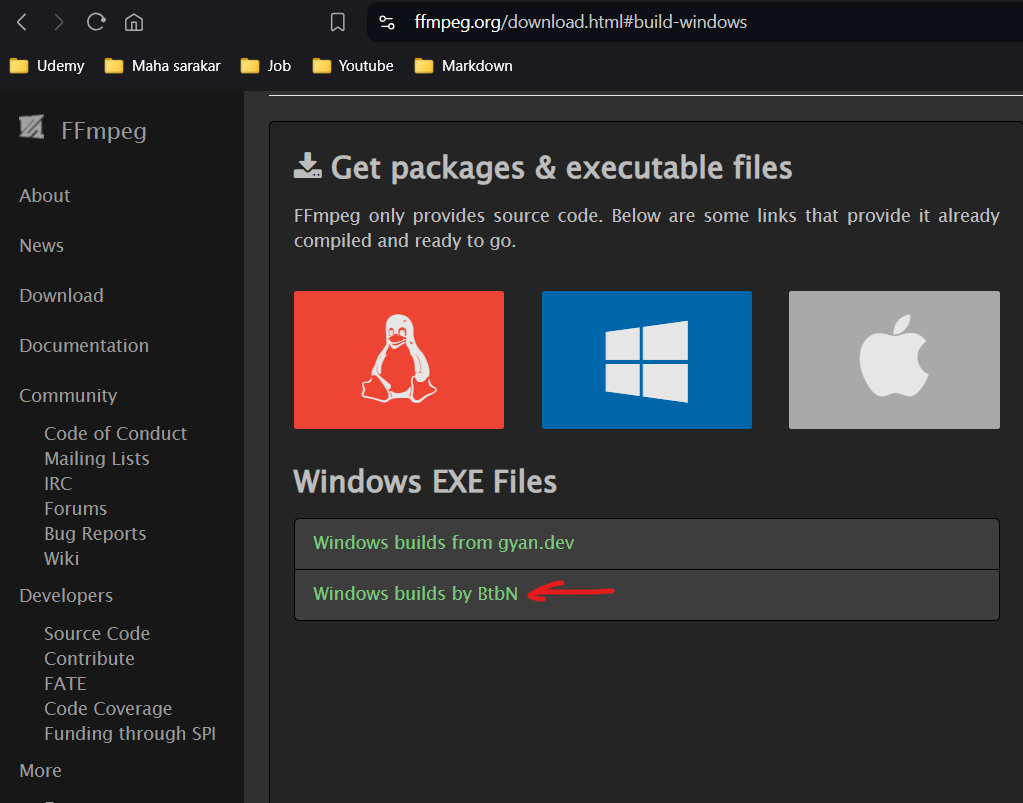 ffmpeg.org/download.html#build-windows
Udemy
Maha sarakar
Job
Youtube
Markdown
FFmpeg
About
News
Download
Documentation
Community
Code of Conduct
Mailing Lists
IRC
Forums
Bug Reports
Wiki
Developers
Source Code
Contribute
FATE
Code Coverage
Funding through SPI
More
Get packages & executable files
FFmpeg only provides source code. Below are some links that provide it already
compiled and ready to go.
Windows EXE Files
Windows builds from gyan.dev
Windows builds by BtbN